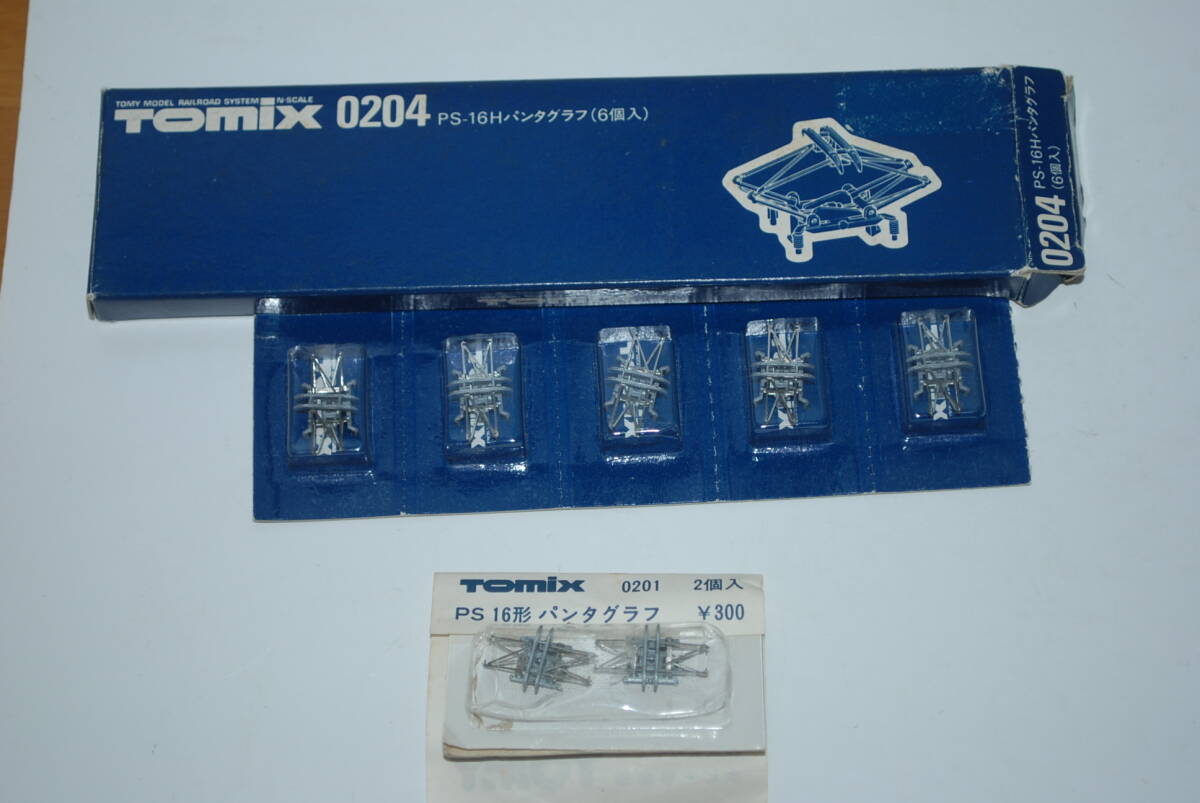 TOMY MODEL RAILROAD SYSTEM N-SCALE
TOMIX 0204 PS-16Hパンタグラフ(6個入)
0204 PS-16Hパンタグラフ(6個入)
TOMIX
TOMIX 0201 2個入
PS 16形 パンタグラフ ¥300